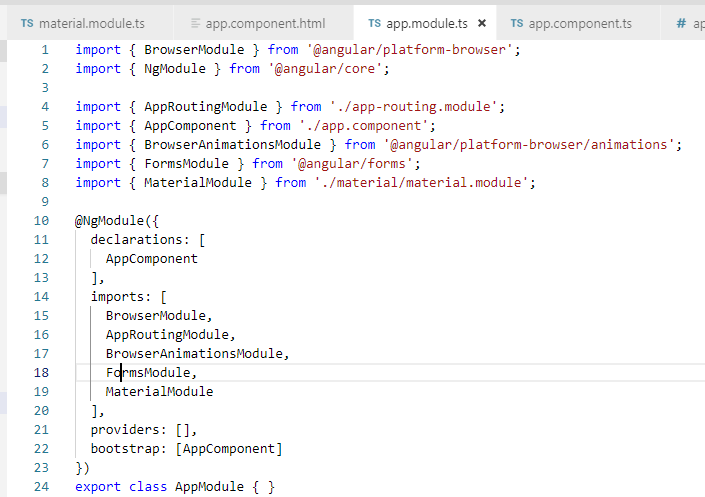 TS material.module.ts app.component.html TS app.module.ts × TS app.component.ts # ap
1 import { BrowserModule } from '@angular/platform-browser';
2 import { NgModule } from '@angular/core';
3
4 import { AppRoutingModule } from './app-routing.module';
5 import { AppComponent } from './app.component';
6 import { BrowserAnimationsModule } from '@angular/platform-browser/animations';
7 import { FormsModule } from '@angular/forms';
8 import { MaterialModule } from './material/material.module';
9
10 @NgModule({
11   declarations: [
12     AppComponent
13   ],
14   imports: [
15     BrowserModule,
16     AppRoutingModule,
17     BrowserAnimationsModule,
18     FormsModule,
19     MaterialModule
20   ],
21   providers: [],
22   bootstrap: [AppComponent]
23 })
24 export class AppModule { }